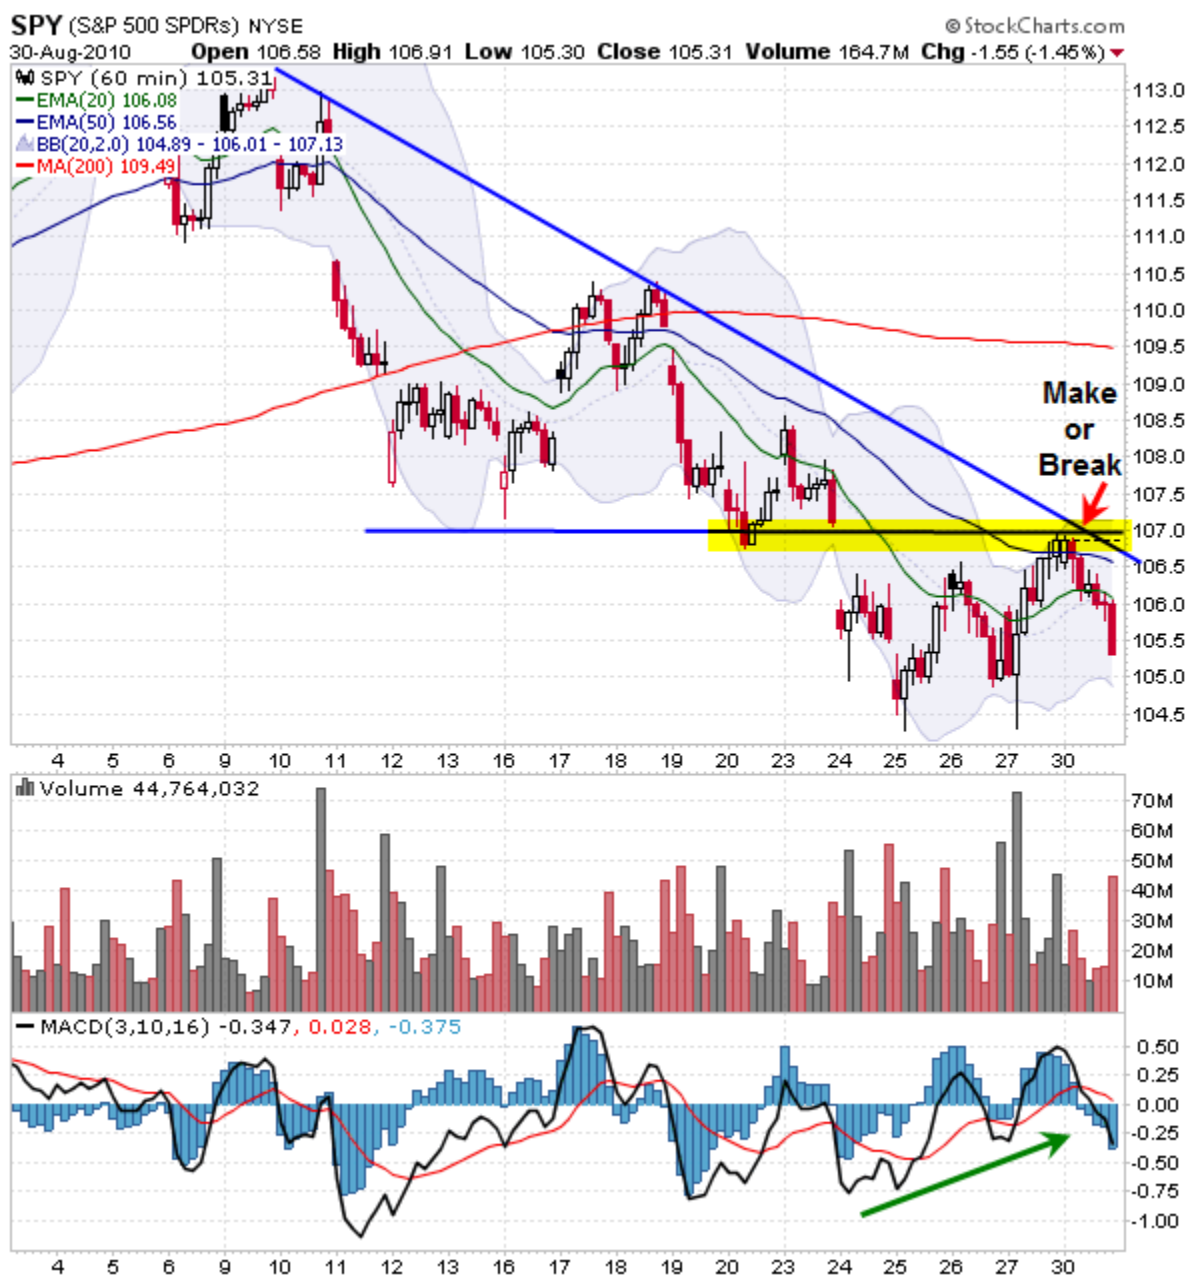 SPY (S&P 500 SPDRs) NYSE © StockCharts.com
30-Aug-2010 Open 106.58 High 106.91 Low 105.30 Close 105.31 Volume 164.7M Chg -1.55 (-1.45%)
SPY (60 min) 105.31
EMA(20) 106.08
EMA(50) 106.56
BB(20,2.0) 104.89 - 106.01 - 107.13
MA(200) 109.49
113.0
112.5
112.0
111.5
111.0
110.5
110.0
109.5
109.0
108.5
108.0
107.5
107.0
106.5
106.0
105.5
105.0
104.5
Make
or
Break
4 5 6 9 10 11 12 13 16 17 18 19 20 23 24 25 26 27 30
Volume 44,764,032
70M
60M
50M
40M
30M
20M
10M
MACD(3,10,16) -0.347, 0.028, -0.375
0.50
0.25
0.00
-0.25
-0.50
-0.75
-1.00
4 5 6 9 10 11 12 13 16 17 18 19 20 23 24 25 26 27 30